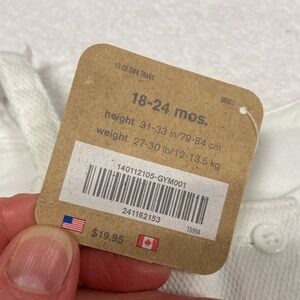 18-24 mos.
height 31-33 in/79-84 cm
weight 27-30 lb/12-13.6 kg
140112105-GYM001
241162153
$19.95